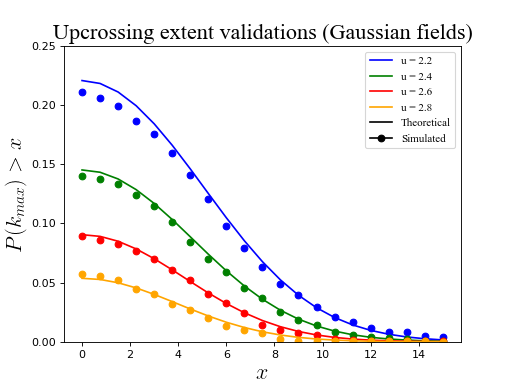 Upcrossing extent validations (Gaussian fields)
0.25
0.20
0.15
0.10
0.05
0.00
P(k_max) > x
0 2 4 6 8 10 12 14
x
u = 2.2
u = 2.4
u = 2.6
u = 2.8
Theoretical
Simulated